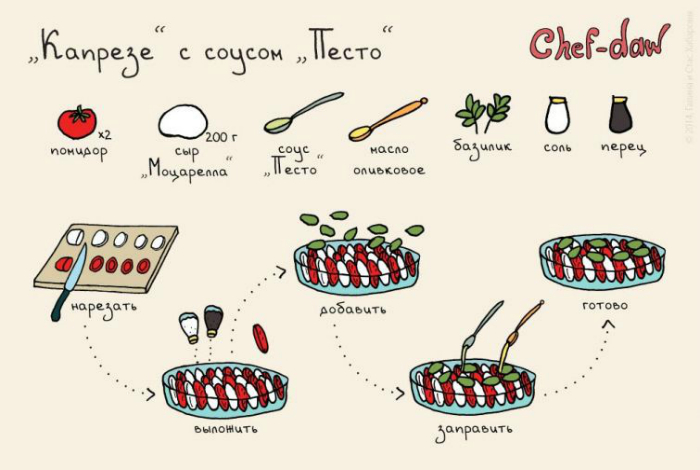 „Капрезе“ с соусом „Песто“
Chef-daw
помидор
x2
сыр
„Моцарелла“
200 г
соус
„Песто“
масло
оливковое
базилик
соль
перец
нарезать
выложить
добавить
заправить
готово